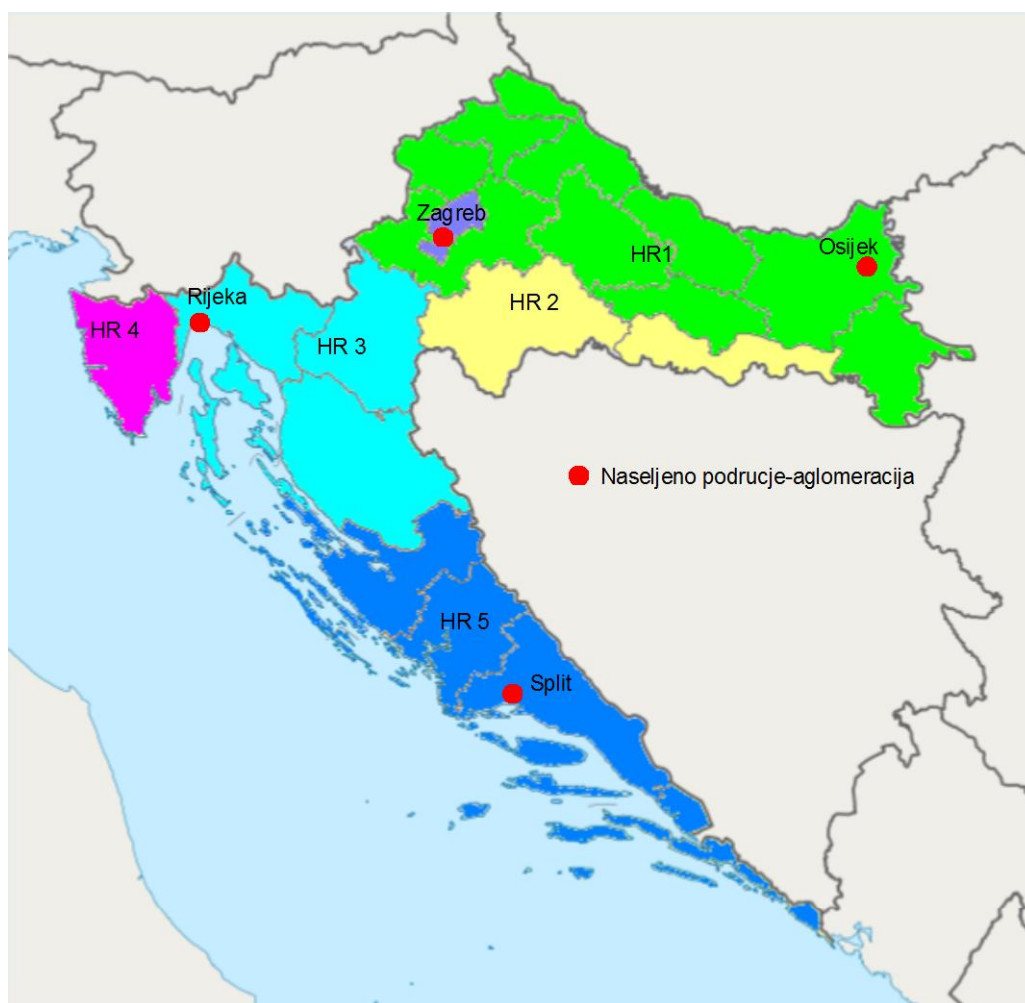 Zagreb
HR1
Osijek
Rijeka
HR 2
HR 4
HR 3
Naseljeno podrucje-aglomeracija
HR 5
Split